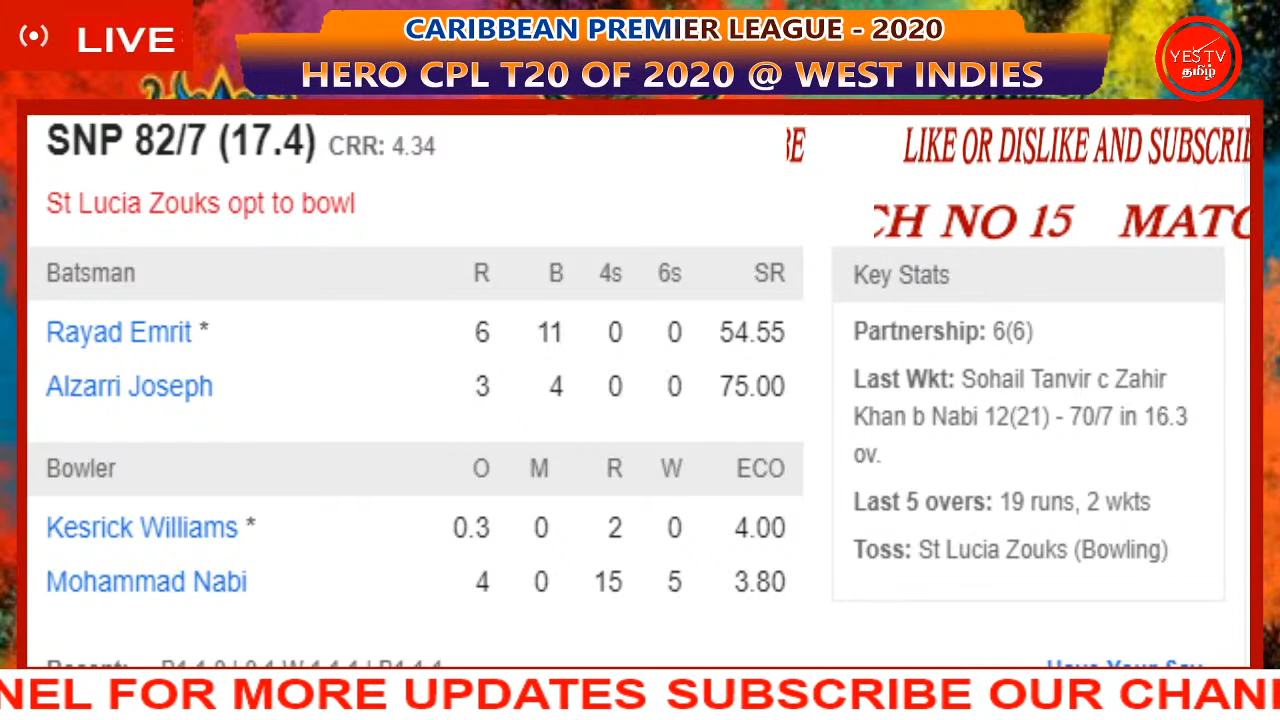 LIVE
CARIBBEAN PREMIER LEAGUE - 2020
HERO CPL T20 OF 2020 @ WEST INDIES
YES TV
தமிழ்
SNP 82/7 (17.4) CRR: 4.34
LIKE OR DISLIKE AND SUBSCRIBE
St Lucia Zouks opt to bowl
CH NO 15 MATC
Batsman R B 4s 6s SR
Rayad Emrit * 6 11 0 0 54.55
Alzarri Joseph 3 4 0 0 75.00
Bowler O M R W ECO
Kesrick Williams * 0.3 0 2 0 4.00
Mohammad Nabi 4 0 15 5 3.80
Key Stats
Partnership: 6(6)
Last Wkt: Sohail Tanvir c Zahir
Khan b Nabi 12(21) - 70/7 in 16.3
ov.
Last 5 overs: 19 runs, 2 wkts
Toss: St Lucia Zouks (Bowling)
Have Your Say
NEL FOR MORE UPDATES SUBSCRIBE OUR CHAN